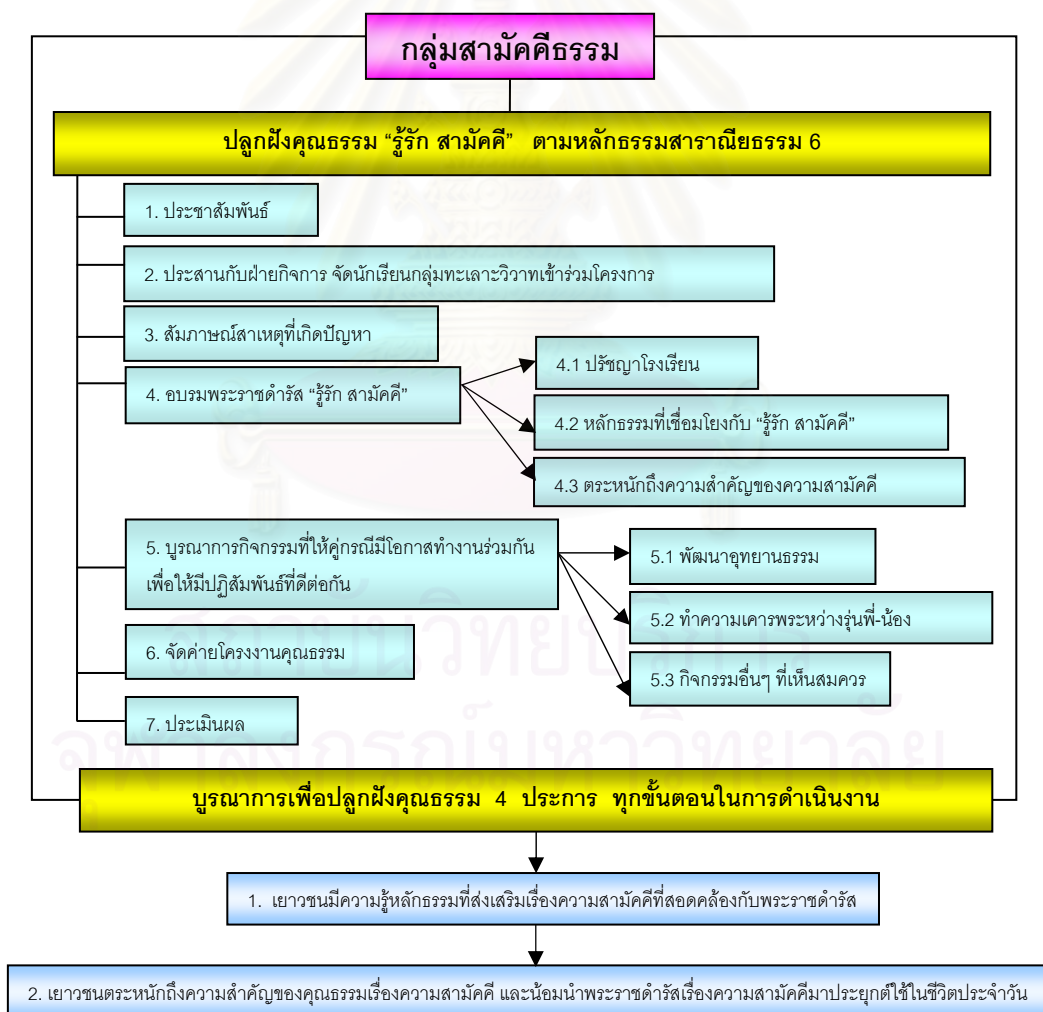 กลุ่มสามัคคีธรรม
ปลูกฝังคุณธรรม “รู้รัก สามัคคี” ตามหลักธรรมสาราณียธรรม 6
1. ประชาสัมพันธ์
2. ประสานกับฝ่ายกิจการ จัดนักเรียนกลุ่มทะเลาะวิวาทเข้าร่วมโครงการ
3. สัมภาษณ์สาเหตุที่เกิดปัญหา
4. อบรมพระราชดำรัส “รู้รัก สามัคคี”
4.1 ปรัชญาโรงเรียน
4.2 หลักธรรมที่เชื่อมโยงกับ “รู้รัก สามัคคี”
4.3 ตระหนักถึงความสำคัญของความสามัคคี
5. บูรณาการกิจกรรมที่ให้คู่กรณีมีโอกาสทำงานร่วมกัน
เพื่อให้มีปฏิสัมพันธ์ที่ดีต่อกัน
5.1 พัฒนาอุทยานธรรม
5.2 ทำความเคารพระหว่างรุ่นพี่-น้อง
5.3 กิจกรรมอื่นๆ ที่เห็นสมควร
6. จัดค่ายโครงงานคุณธรรม
7. ประเมินผล
สถาบันวิทยบริการ
จุฬาลงกรณ์มหาวิทยาลัย
บูรณาการเพื่อปลูกฝังคุณธรรม 4 ประการ ทุกขั้นตอนในการดำเนินงาน
1. เยาวชนมีความรู้หลักธรรมที่ส่งเสริมเรื่องความสามัคคีที่สอดคล้องกับพระราชดำรัส
2. เยาวชนตระหนักถึงความสำคัญของคุณธรรมเรื่องความสามัคคี และน้อมนำพระราชดำรัสเรื่องความสามัคคีมาประยุกต์ใช้ในชีวิตประจำวัน